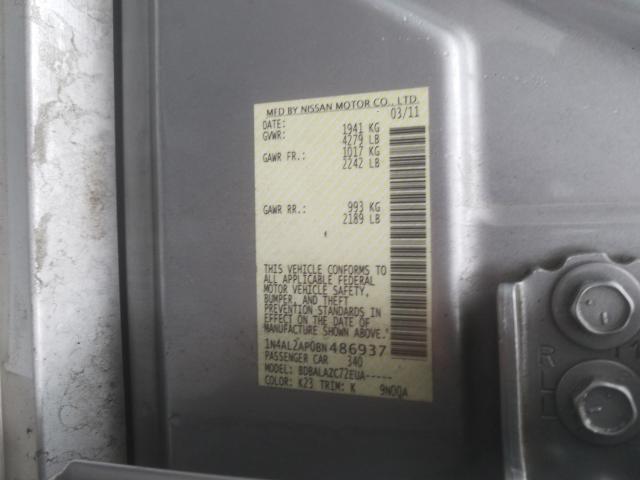 MFD BY NISSAN MOTOR CO., LTD.
DATE: 03/11
GVWR: 1941 KG
4279 LB
GAWR FR.: 1017 KG
2242 LB
GAWR RR.: 993 KG
2189 LB
THIS VEHICLE CONFORMS TO
ALL APPLICABLE FEDERAL
MOTOR VEHICLE SAFETY,
BUMPER, AND THEFT
PREVENTION STANDARDS IN
EFFECT ON THE DATE OF
MANUFACTURE SHOWN ABOVE.
1N4AL2AP0BN486937
PASSENGER CAR 340
MODEL: BDBALAZC72EUA-----
COLOR: K23 TRIM: K 9N00A